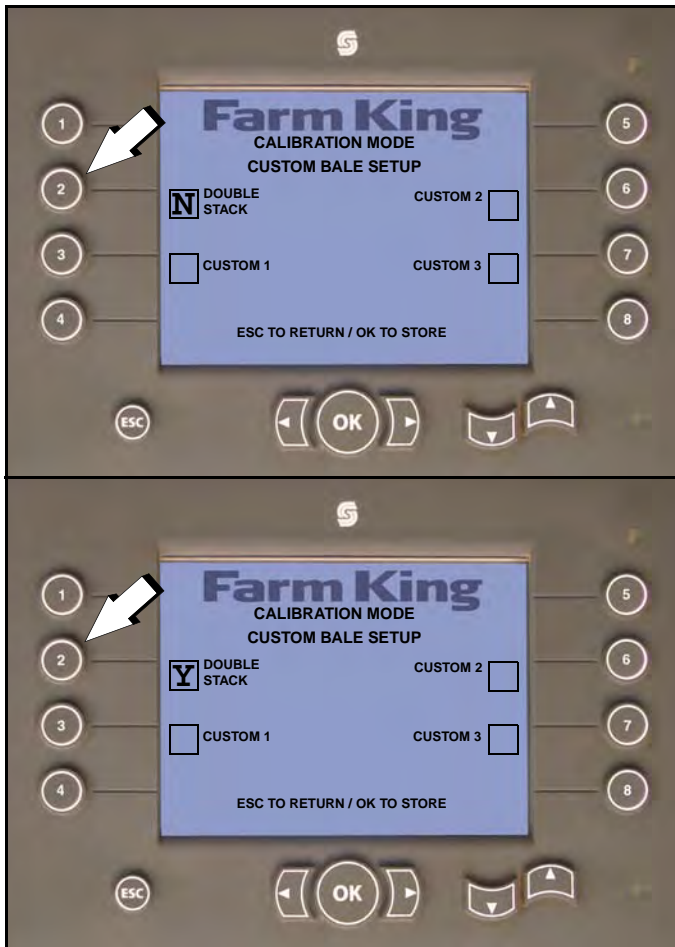 Farm King
CALIBRATION MODE
CUSTOM BALE SETUP
1
5
2
N
DOUBLE
STACK
CUSTOM 2
6
3
CUSTOM 1
CUSTOM 3
7
4
ESC TO RETURN / OK TO STORE
8
ESC
OK
Farm King
CALIBRATION MODE
CUSTOM BALE SETUP
1
5
2
Y
DOUBLE
STACK
CUSTOM 2
6
3
CUSTOM 1
CUSTOM 3
7
4
ESC TO RETURN / OK TO STORE
8
ESC
OK